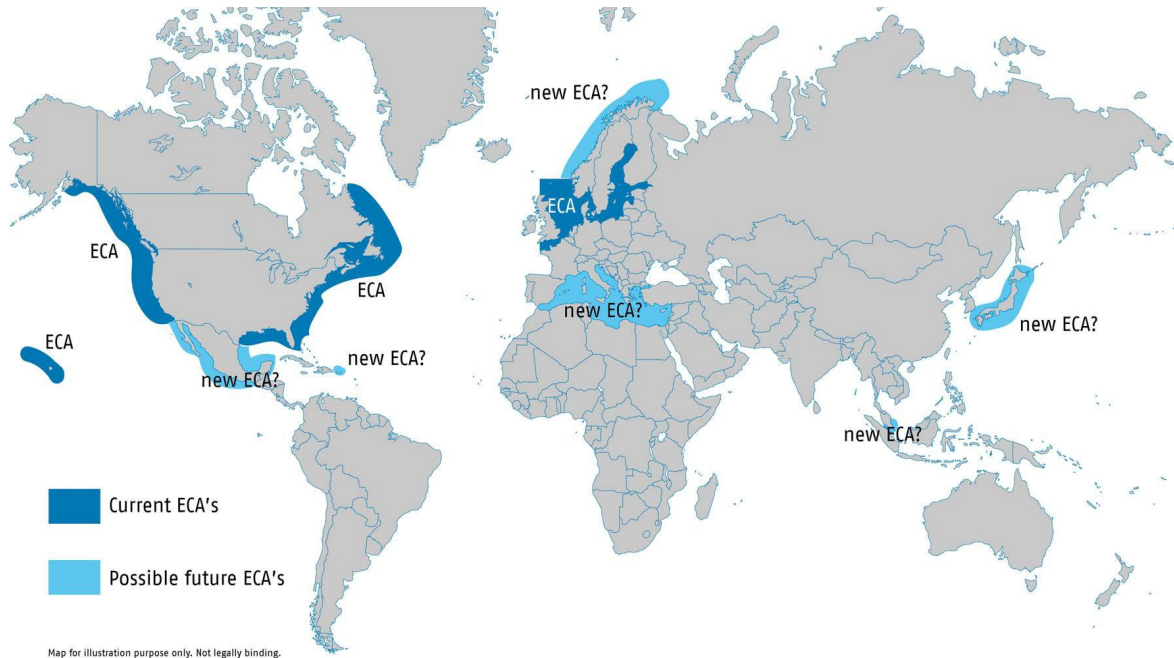 new ECA?
ECA
ECA
ECA
ECA
new ECA?
new ECA?
new ECA?
new ECA?
new ECA?
Current ECA's
Possible future ECA's
Map for illustration purpose only. Not legally binding.